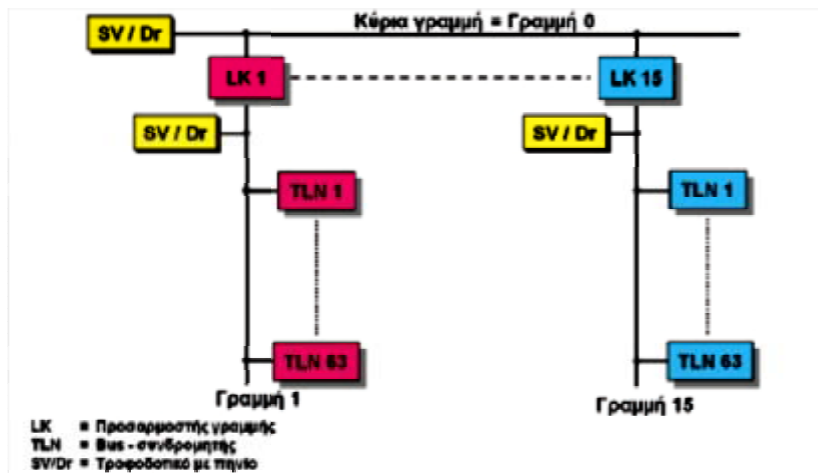 Κύρια γραμμή = Γραμμή 0
SV / Dr
LK 1
LK 15
SV / Dr
SV / Dr
TLN 1
TLN 1
TLN 63
TLN 63
Γραμμή 1
Γραμμή 15
LK = Προσαρμοστής γραμμής
TLN = Bus - συνδρομητής
SV/Dr = Τροφοδοτικό με πηνίο